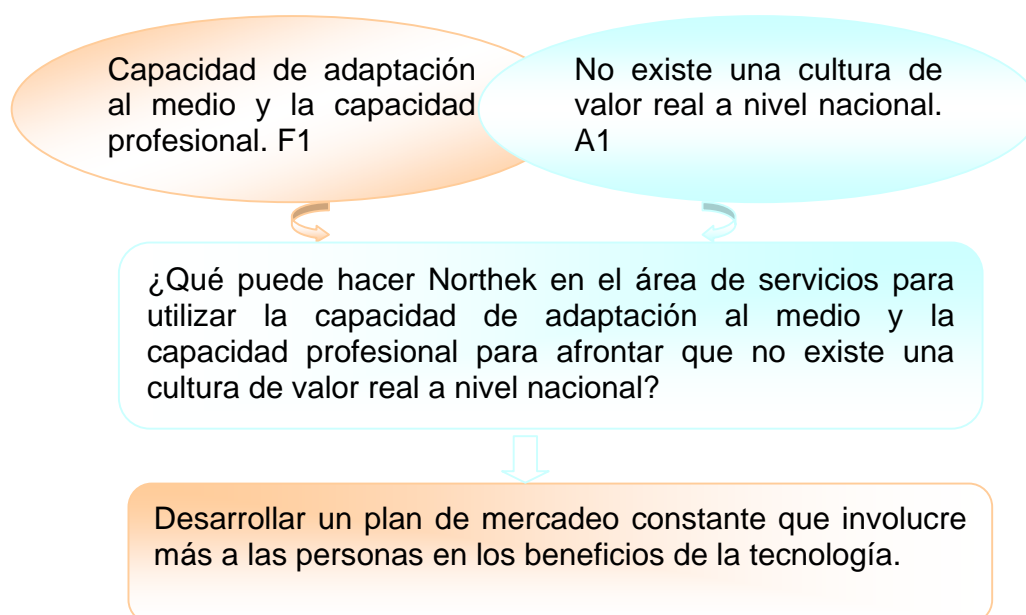 Capacidad de adaptación
al medio y la capacidad
profesional. F1
No existe una cultura de
valor real a nivel nacional.
A1
¿Qué puede hacer Northek en el área de servicios para
utilizar la capacidad de adaptación al medio y la
capacidad profesional para afrontar que no existe una
cultura de valor real a nivel nacional?
Desarrollar un plan de mercadeo constante que involucre
más a las personas en los beneficios de la tecnología.